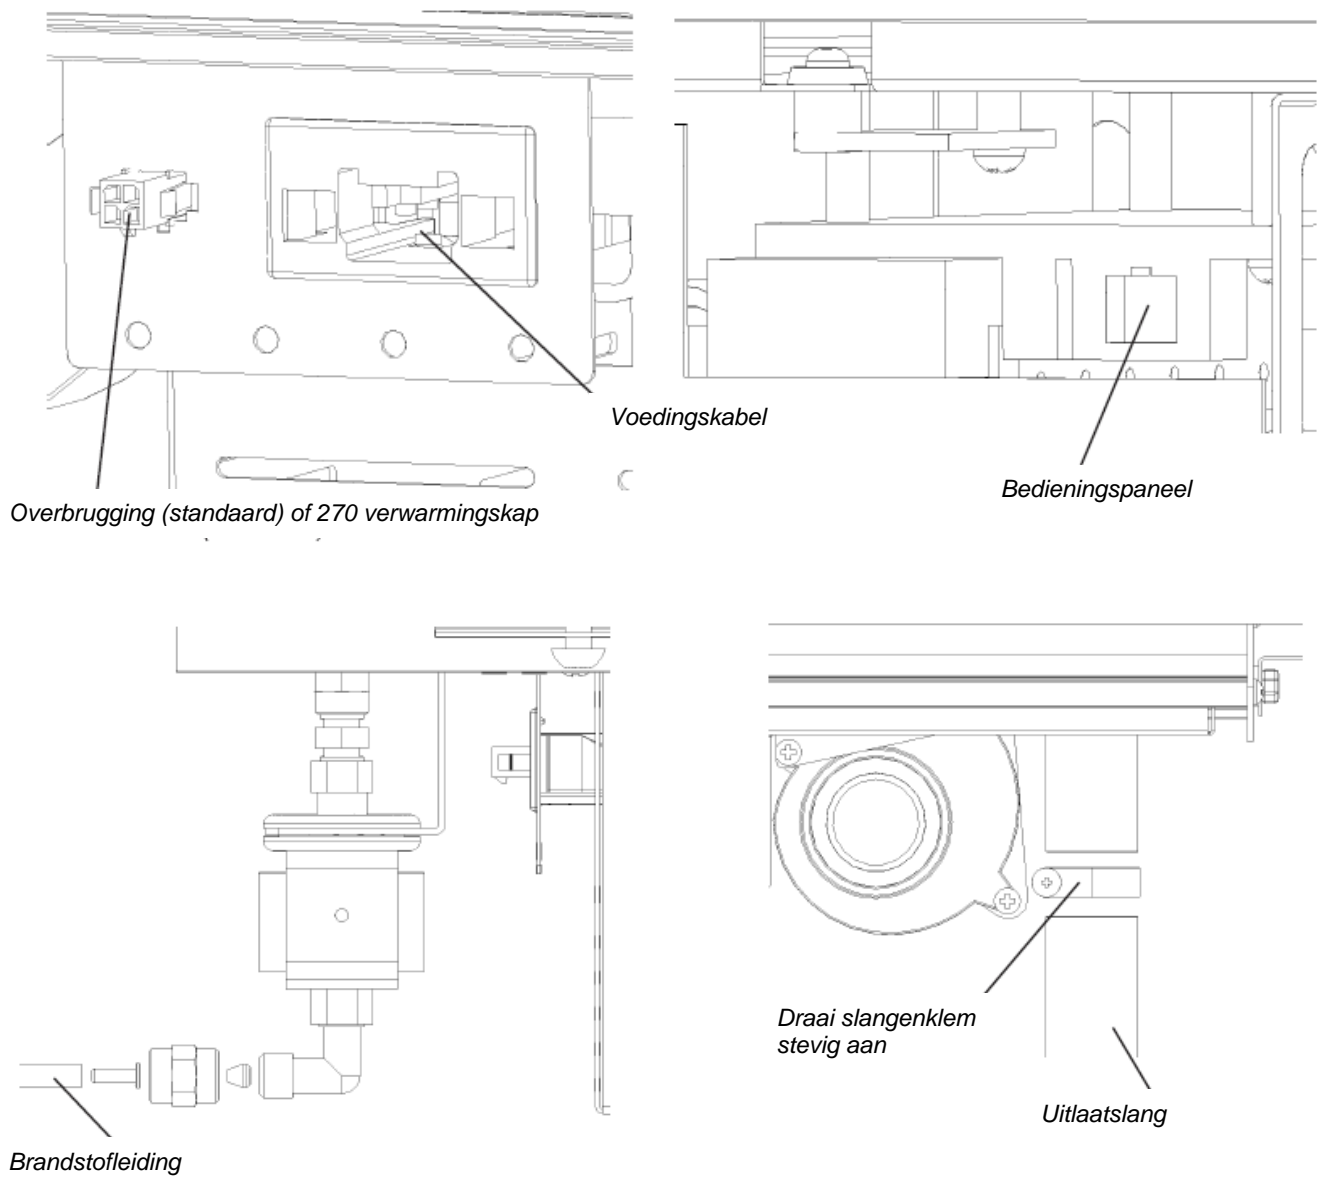 Voedingskabel
Bedieningspaneel
Overbrugging (standaard) of 270 verwarmingskap
Draai slangenklem
stevig aan
Uitlaatslang
Brandstofleiding